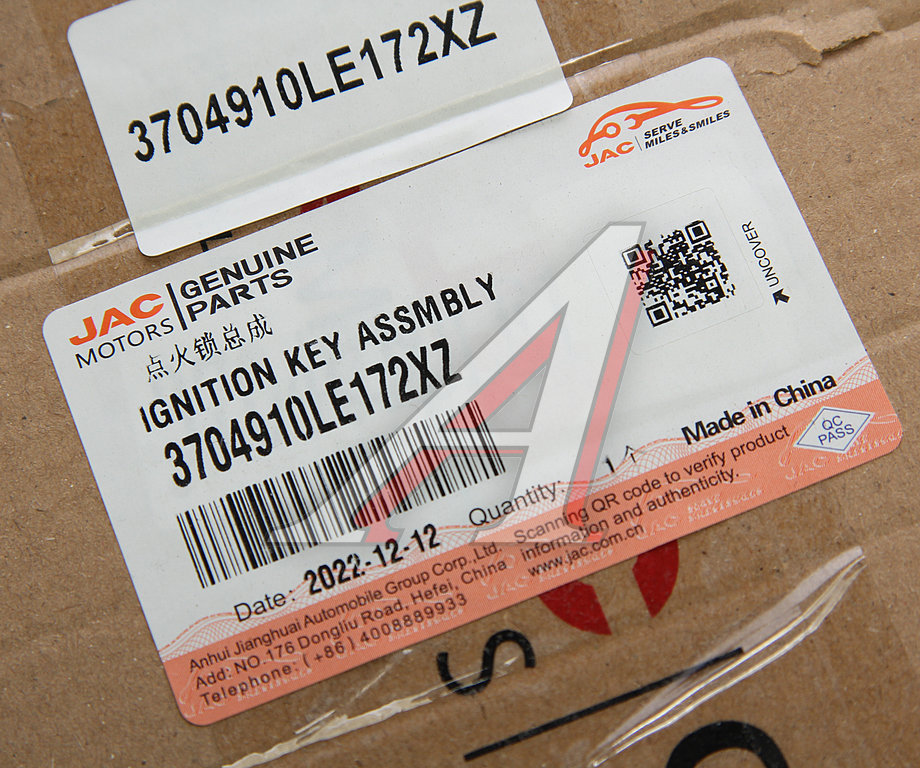 3704910LE172XZ
JAC
SERVE
MILES&SMILES
JAC
MOTORS
GENUINE
PARTS
点火锁总成
IGNITION KEY ASSMBLY
3704910LE172XZ
UNCOVER
Made in China
QC
PASS
Quantity: 1个
Date: 2022-12-12
Scanning QR code to verify product
information and authenticity.
www.jac.com.cn
Anhui Jianghuai Automobile Group Corp.,Ltd.
Add: NO.176 Dongliu Road, Hefei, China
Telephone: (+86) 4008889933
S